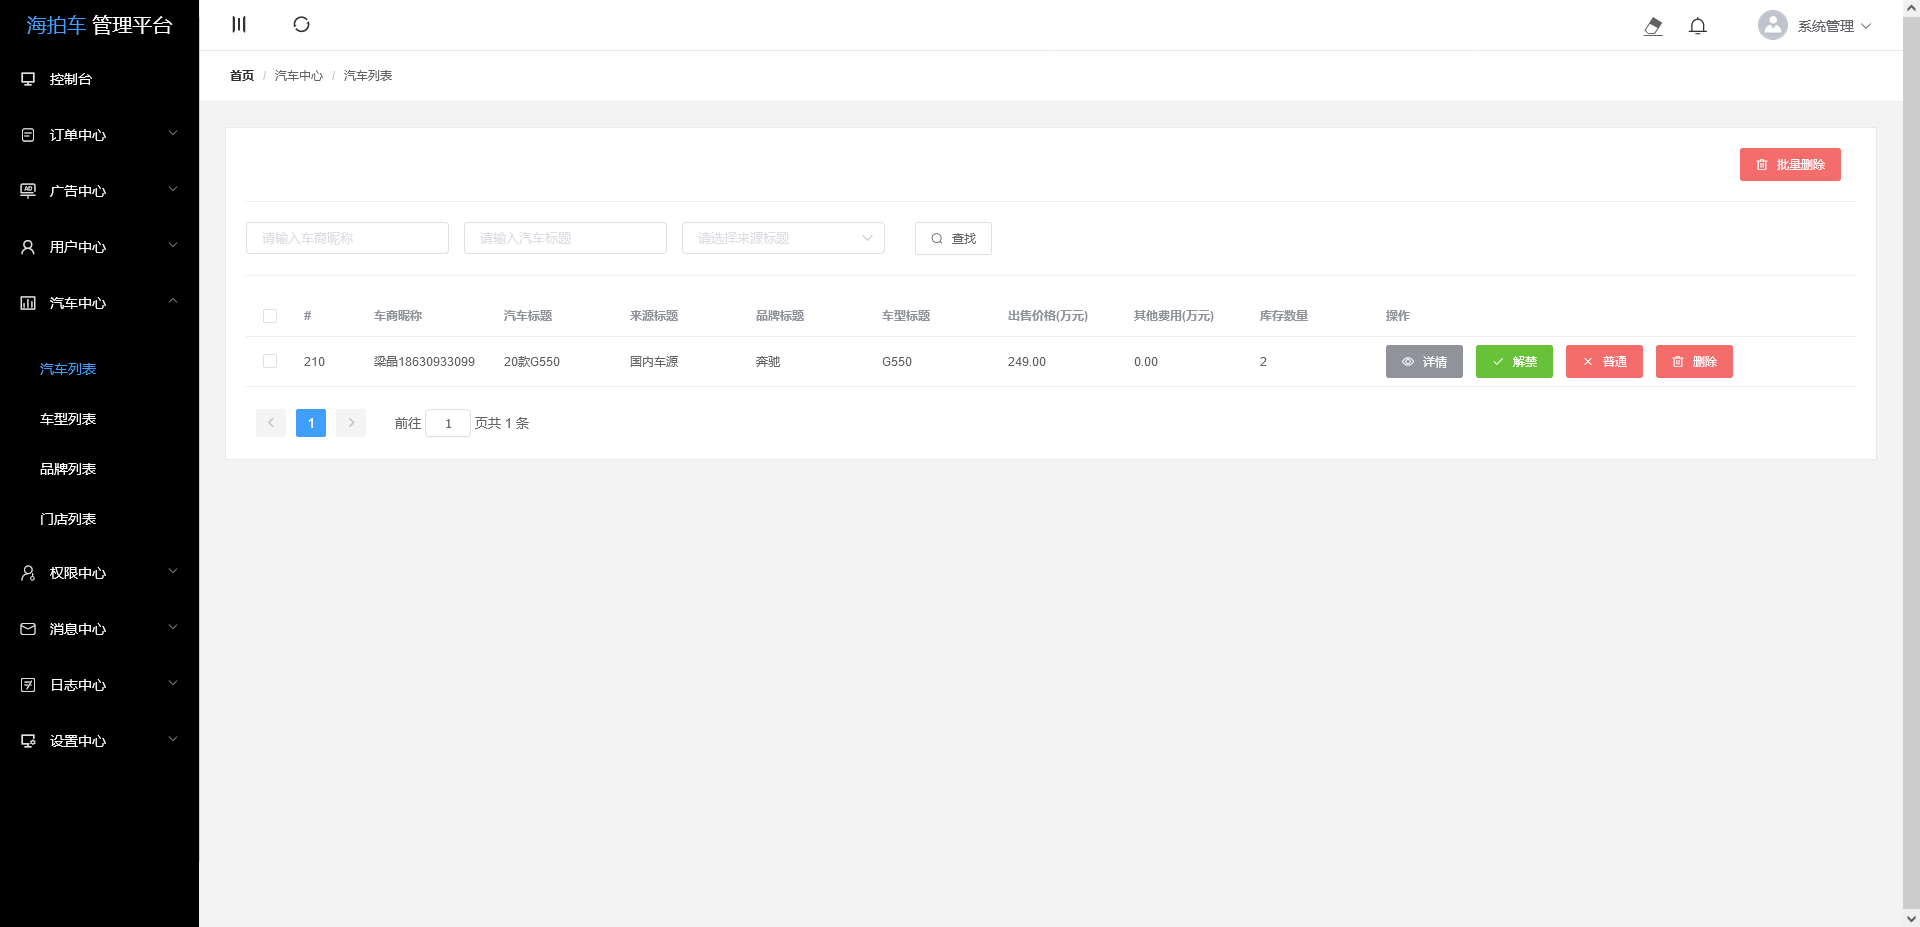 海拍车 管理平台
系统管理
控制台
订单中心
广告中心
用户中心
汽车中心
汽车列表
车型列表
品牌列表
门店列表
权限中心
消息中心
日志中心
设置中心
首页 / 汽车中心 / 汽车列表
批量删除
请输入车商昵称 请输入汽车标题 请选择来源标题 查找
# 车商昵称 汽车标题 来源标题 品牌标题 车型标题 出售价格(万元) 其他费用(万元) 库存数量 操作
210 梁晶18630933099 20款G550 国内车源 奔驰 G550 249.00 0.00 2 详情 解禁 普通 删除
1 前往 1 页共 1 条